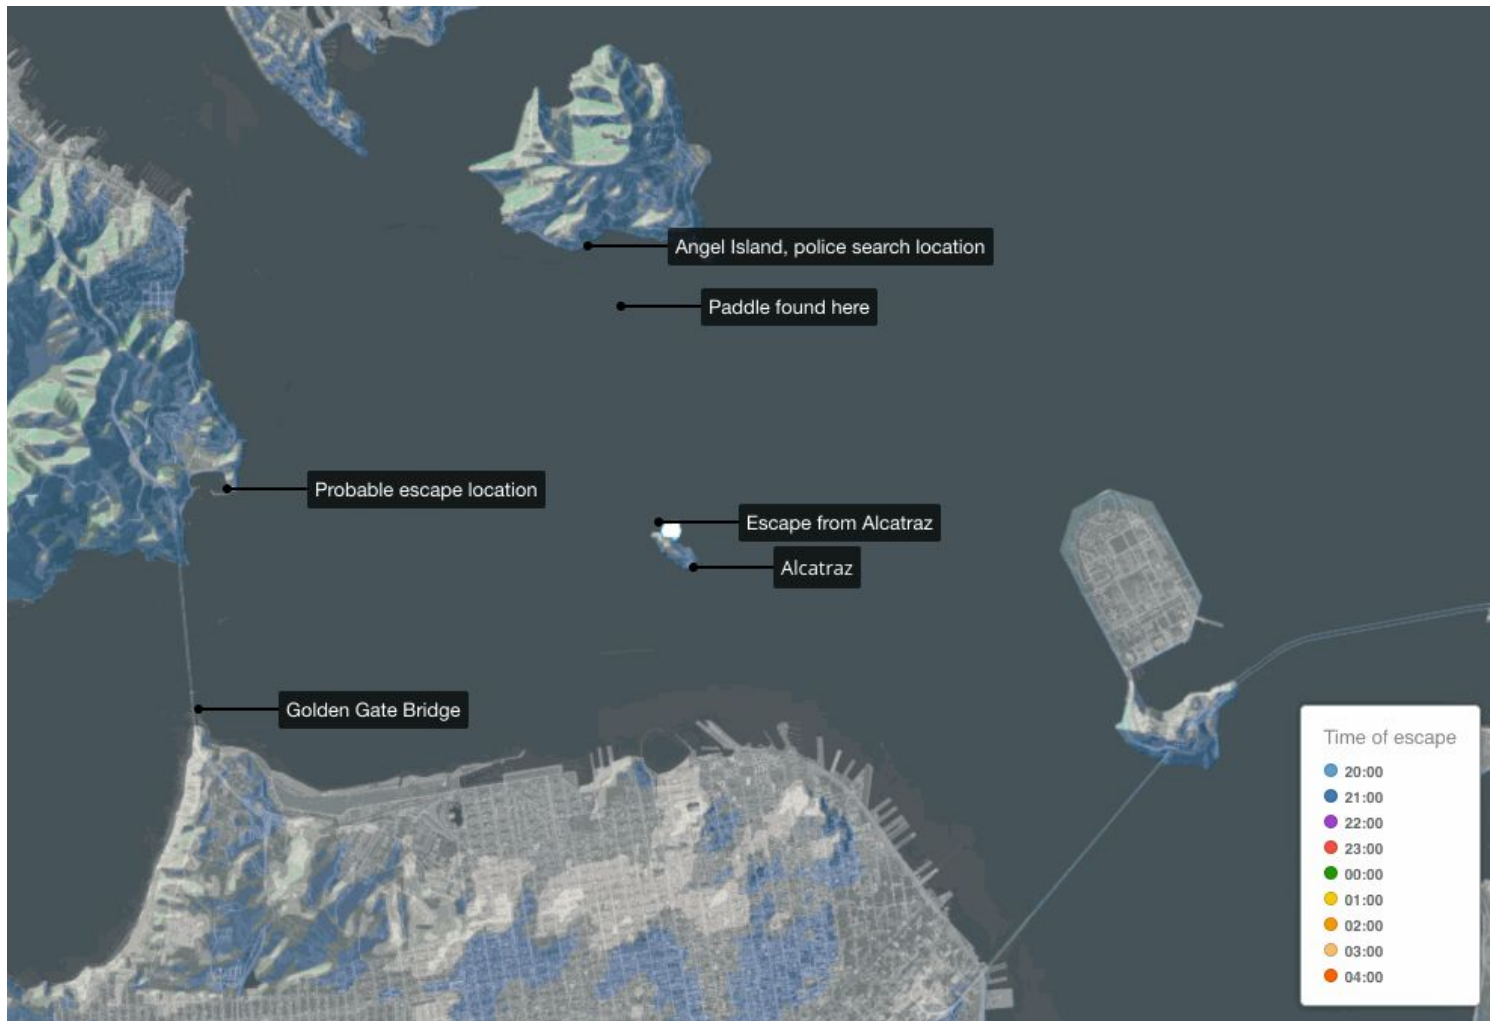 Angel Island, police search location
Paddle found here
Probable escape location
Escape from Alcatraz
Alcatraz
Golden Gate Bridge
Time of escape
20:00
21:00
22:00
23:00
00:00
01:00
02:00
03:00
04:00